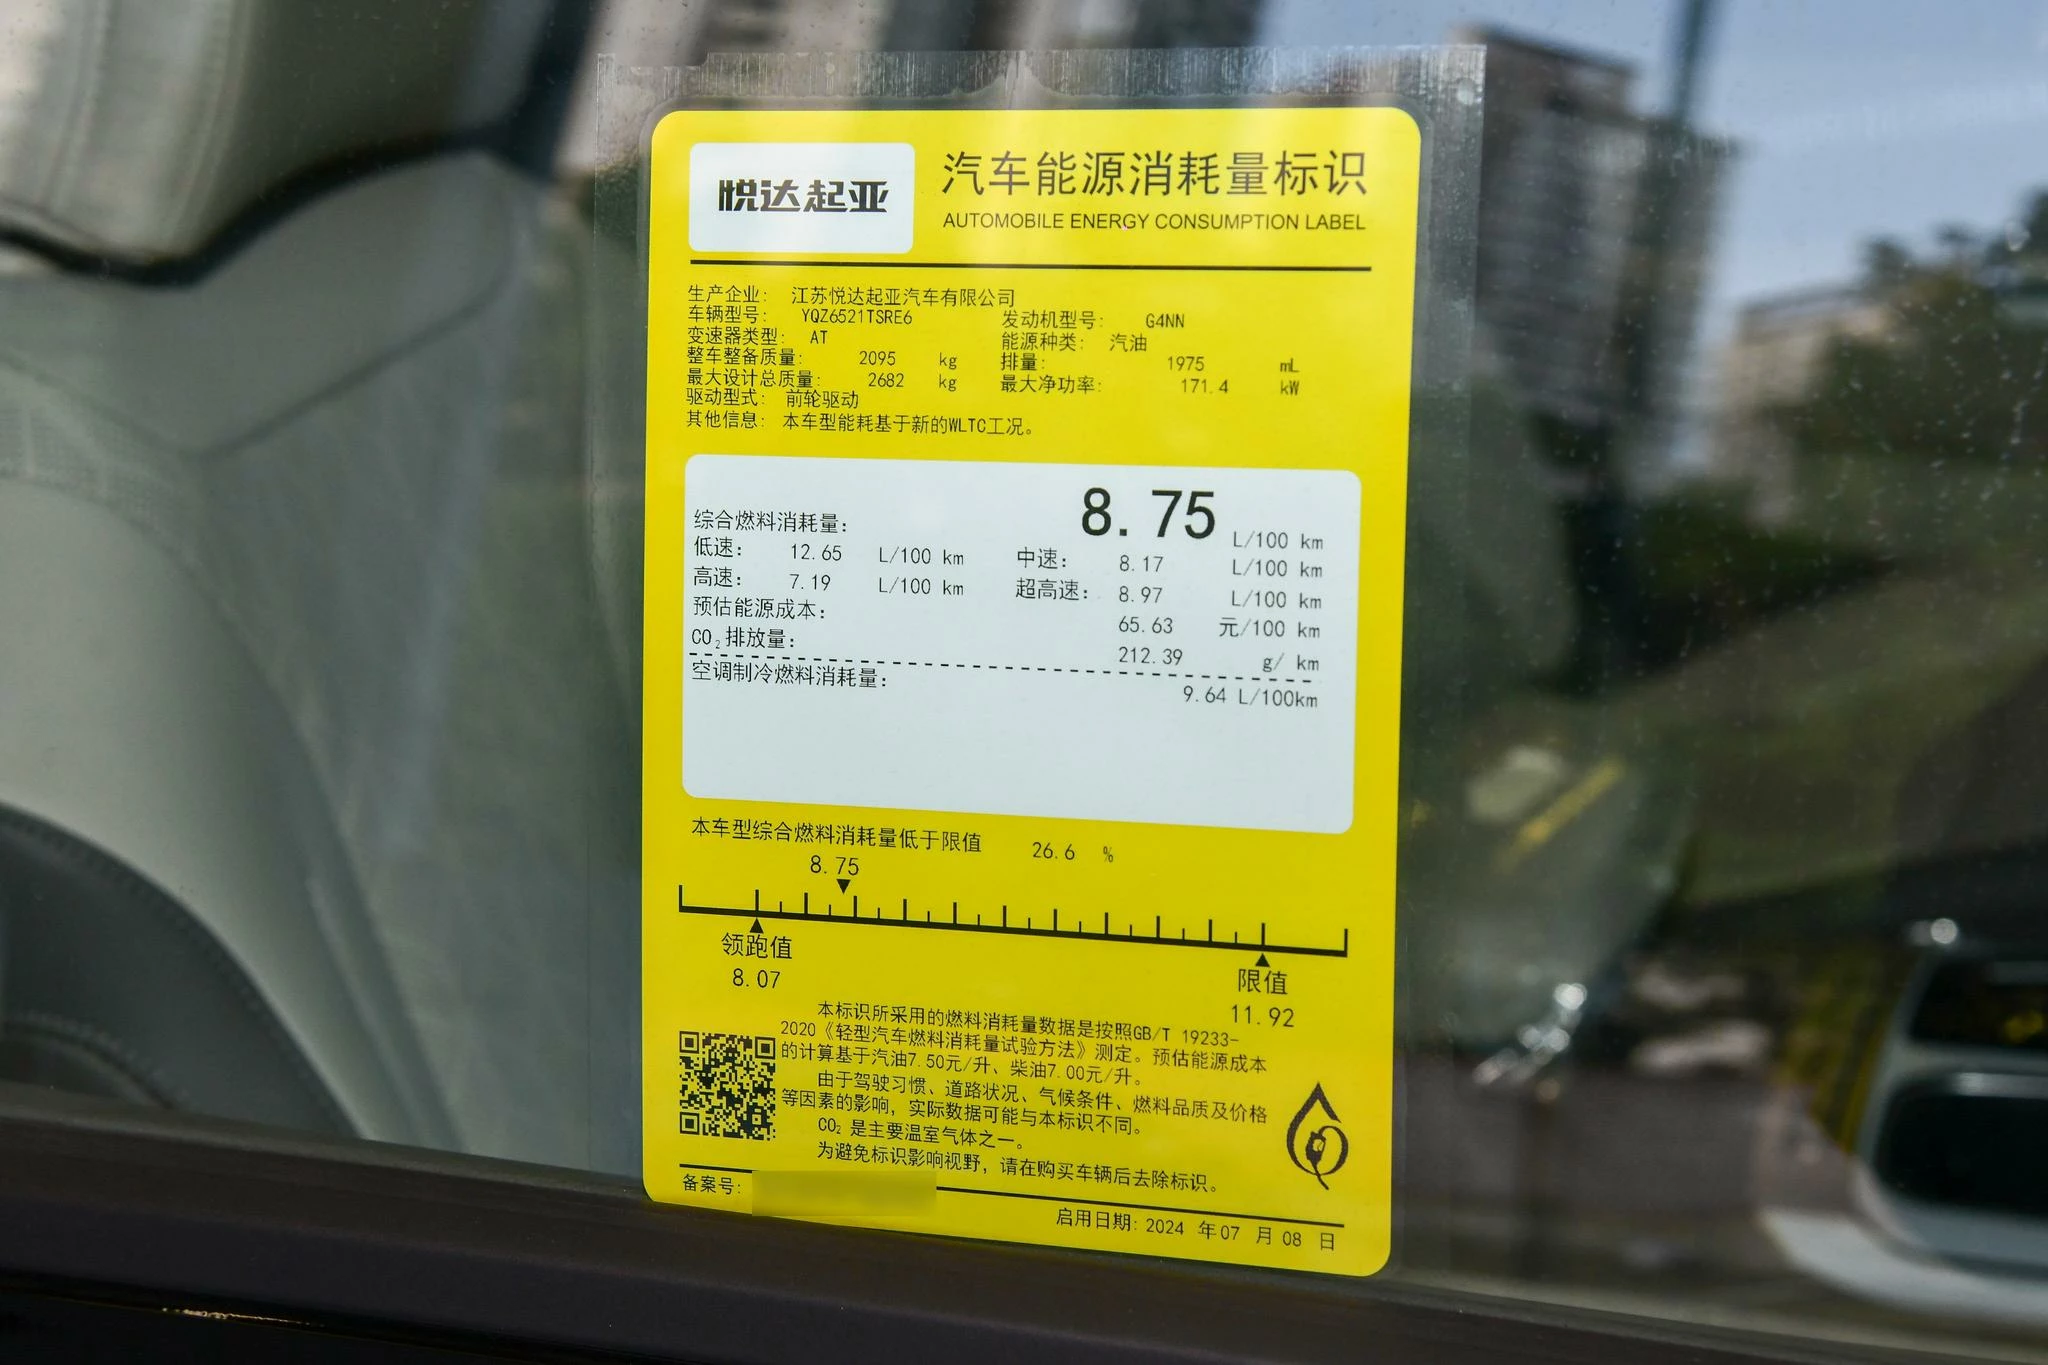 悦达起亚
汽车能源消耗量标识
AUTOMOBILE ENERGY CONSUMPTION LABEL
生产企业: 江苏悦达起亚汽车有限公司
车辆型号: YQZ6521TSRE6 发动机型号: G4NN
变速器类型: AT 能源种类: 汽油
整车整备质量: 2095 kg 排量: 1975 mL
最大设计总质量: 2682 kg 最大净功率: 171.4 kW
驱动型式: 前轮驱动
其他信息: 本车型能耗基于新的WLTC工况。
综合燃料消耗量: 8.75 L/100 km
低速: 12.65 L/100 km 中速: 8.17 L/100 km
高速: 7.19 L/100 km 超高速: 8.97 L/100 km
预估能源成本: 65.63 元/100 km
CO₂排放量: 212.39 g/ km
空调制冷燃料消耗量: 9.64 L/100km
本车型综合燃料消耗量低于限值 26.6 %
8.75
领跑值
8.07
限值
11.92
本标识所采用的燃料消耗量数据是按照GB/T 19233-
2020《轻型汽车燃料消耗量试验方法》测定。预估能源成本
的计算基于汽油7.50元/升、柴油7.00元/升。
由于驾驶习惯、道路状况、气候条件、燃料品质及价格
等因素的影响，实际数据可能与本标识不同。
CO₂ 是主要温室气体之一。
为避免标识影响视野，请在购买车辆后去除标识。
备案号:
启用日期: 2024 年07 月 08 日